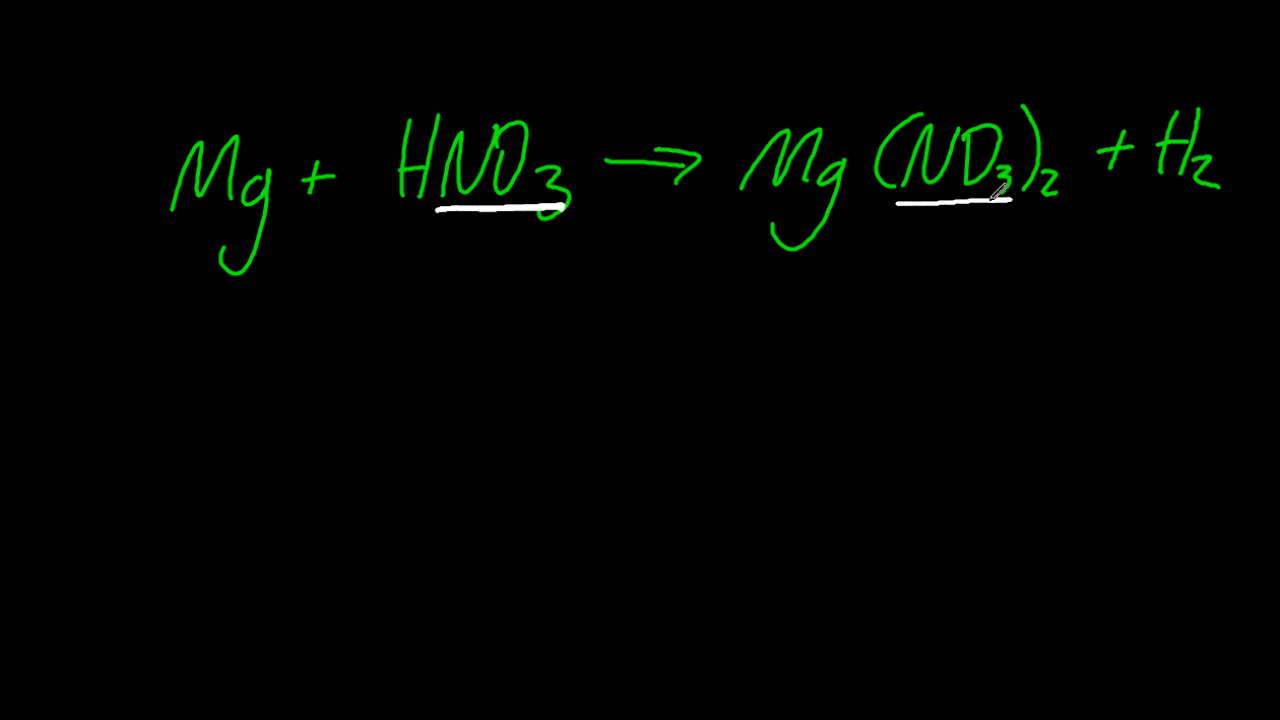 Mg + HNO₃ → Mg(NO₃)₂ + H₂